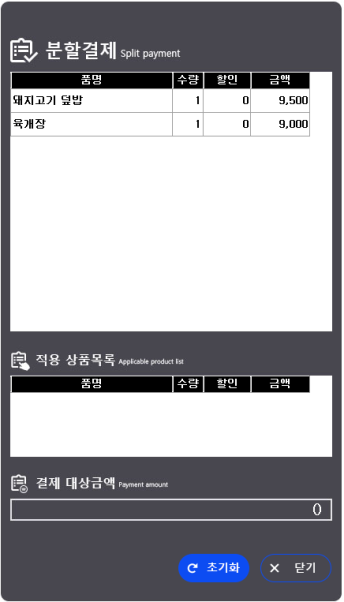 분할결제 Split payment
품명 수량 할인 금액
돼지고기 덮밥 1 0 9,500
육개장 1 0 9,000
적용 상품목록 Applicable product list
품명 수량 할인 금액
결제 대상금액 Payment amount
0
초기화 닫기